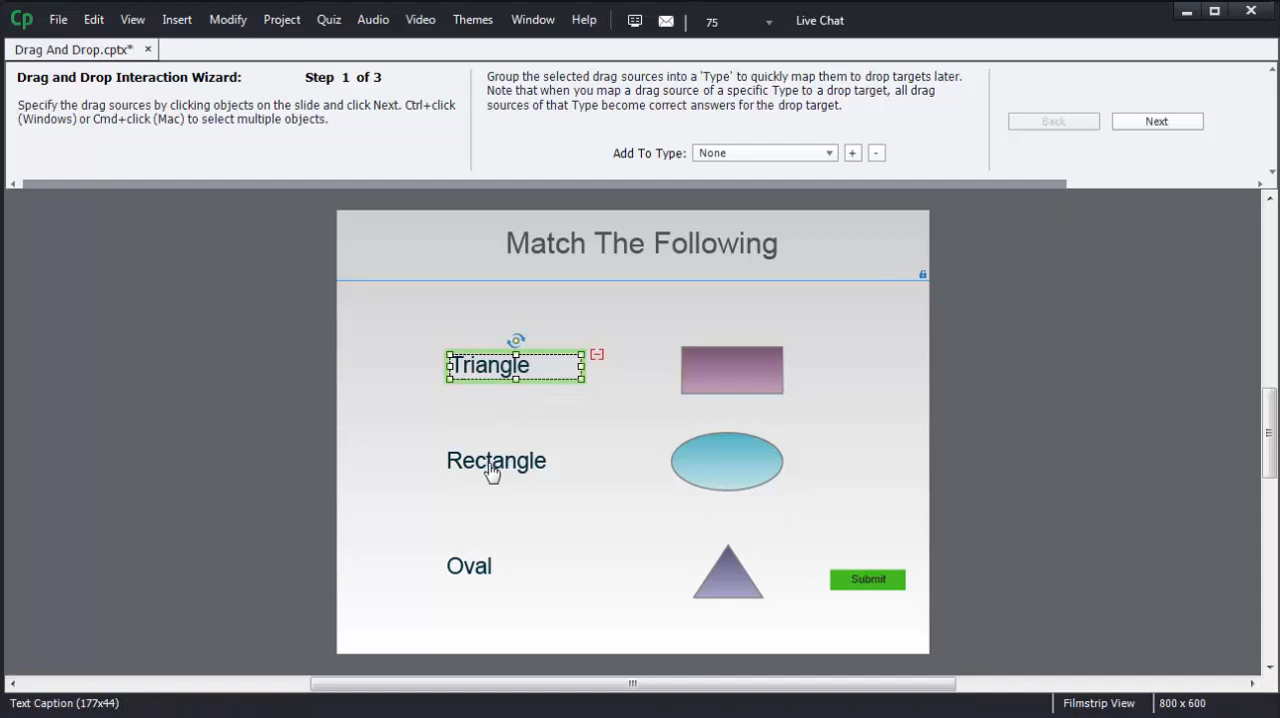 Cp File Edit View Insert Modify Project Quiz Audio Video Themes Window Help 75 Live Chat
Drag And Drop.cptx* ×
Drag and Drop Interaction Wizard: Step 1 of 3
Specify the drag sources by clicking objects on the slide and click Next. Ctrl+click
(Windows) or Cmd+click (Mac) to select multiple objects.
Group the selected drag sources into a 'Type' to quickly map them to drop targets later.
Note that when you map a drag source of a specific Type to a drop target, all drag
sources of that Type become correct answers for the drop target.
Add To Type: None + -
Back Next
Match The Following
Triangle
Rectangle
Oval
Submit
Text Caption (177x44) Filmstrip View 800 x 600